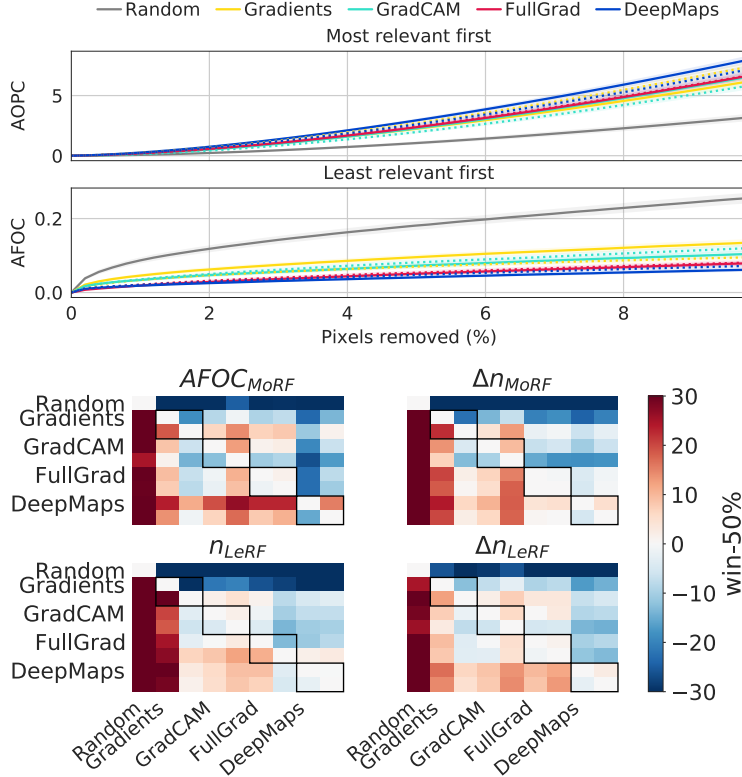 Random Gradients GradCAM FullGrad DeepMaps
Most relevant first
AOPC
5
0
Least relevant first
AFOC
0.2
0.0
0 2 4 6 8
Pixels removed (%)
AFOC_MoRF
Δn_MoRF
Random
Gradients
GradCAM
FullGrad
DeepMaps
n_LeRF
Δn_LeRF
Random
Gradients
GradCAM
FullGrad
DeepMaps
Random
Gradients
GradCAM
FullGrad
DeepMaps
Random
Gradients
GradCAM
FullGrad
DeepMaps
30
20
10
0
−10
−20
−30
win-50%